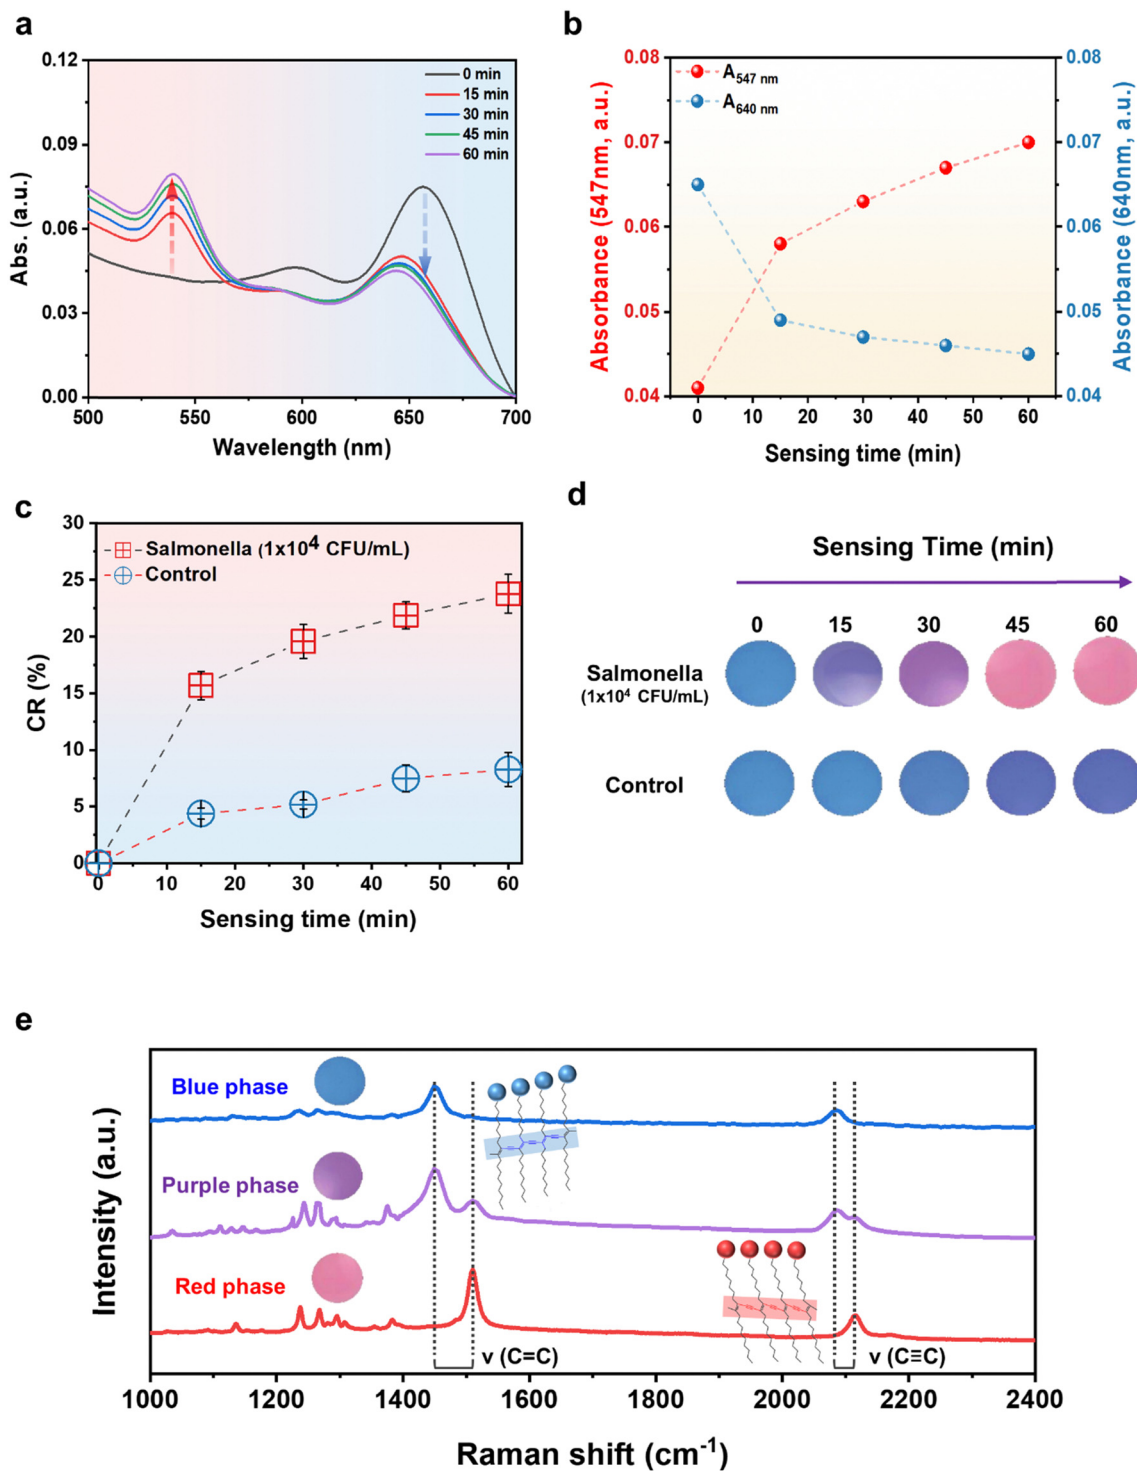 a
0.12
0.09
0.06
0.03
0.00
Abs. (a.u.)
0 min
15 min
30 min
45 min
60 min
500 550 600 650 700
Wavelength (nm)
b
0.08
0.07
0.06
0.05
0.04
Absorbance (547nm, a.u.)
A547 nm
A640 nm
0.08
0.07
0.06
0.05
0.04
Absorbance (640nm, a.u.)
0 10 20 30 40 50 60
Sensing time (min)
c
30
25
20
15
10
5
0
CR (%)
Salmonella (1x10⁴ CFU/mL)
Control
0 10 20 30 40 50 60
Sensing time (min)
d
Sensing Time (min)
0 15 30 45 60
Salmonella
(1x10⁴ CFU/mL)
Control
e
Intensity (a.u.)
Blue phase
Purple phase
Red phase
ν (C=C)
ν (C≡C)
1000 1200 1400 1600 1800 2000 2200 2400
Raman shift (cm⁻¹)